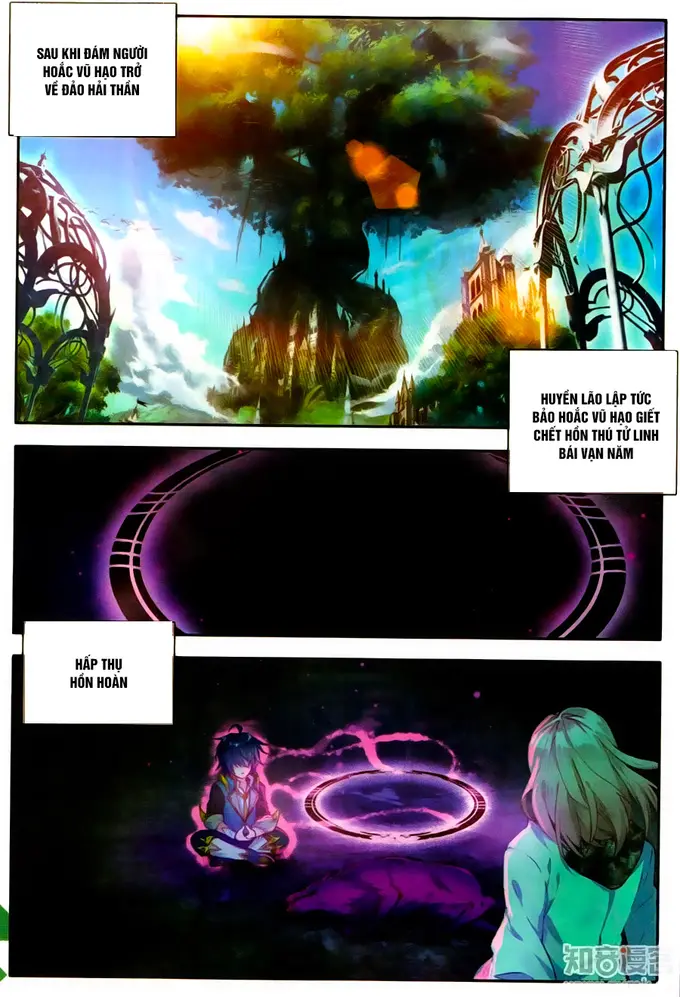 SAU KHI ĐÁM NGƯỜI
HOẮC VŨ HẠO TRỞ
VỀ ĐẢO HẢI THẦN
HUYỀN LÃO LẬP TỨC
BẢO HOẮC VŨ HẠO GIẾT
CHẾT HỒN THÚ TỬ LINH
BÁI VẠN NĂM
HẤP THỤ
HỒN HOÀN
知音漫客